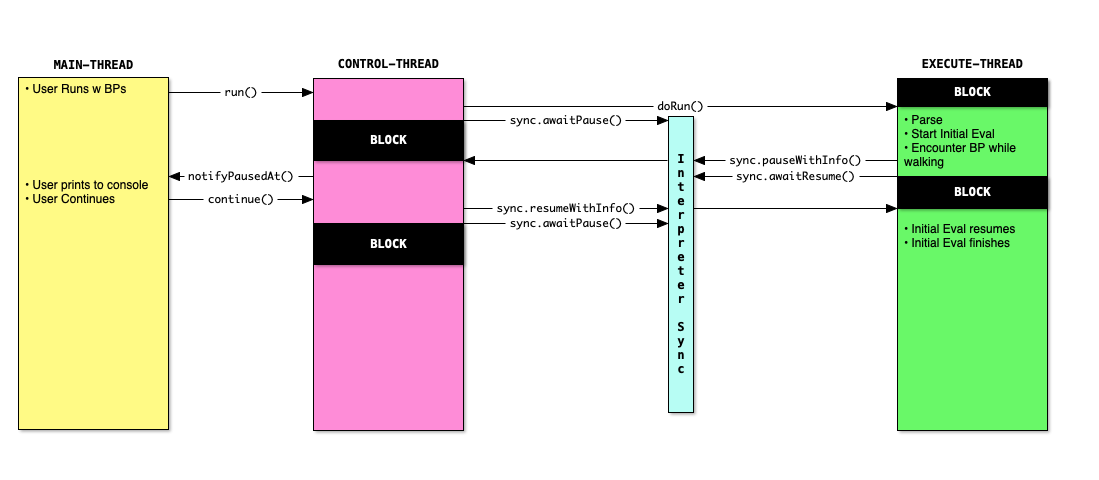 MAIN-THREAD
CONTROL-THREAD
EXECUTE-THREAD
• User Runs w BPs
run()
BLOCK
doRun()
sync.awaitPause()
• Parse
• Start Initial Eval
• Encounter BP while
walking
BLOCK
Interpreter Sync
sync.pauseWithInfo()
notifyPausedAt()
sync.awaitResume()
• User prints to console
• User Continues
continue()
BLOCK
sync.resumeWithInfo()
sync.awaitPause()
• Initial Eval resumes
• Initial Eval finishes
BLOCK